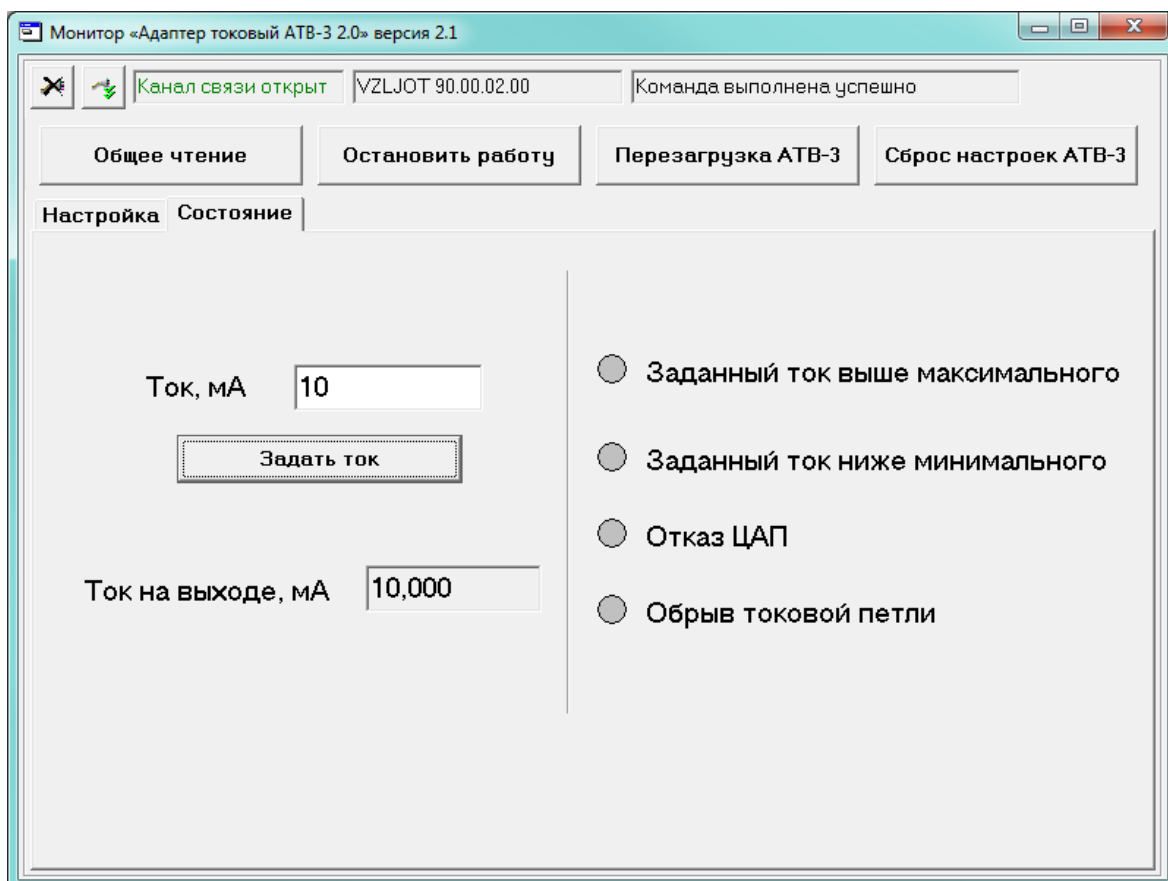 Монитор «Адаптер токовый АТВ-3 2.0» версия 2.1
Канал связи открыт VZLJOT 90.00.02.00 Команда выполнена успешно
Общее чтение Остановить работу Перезагрузка АТВ-3 Сброс настроек АТВ-3
Настройка Состояние
Ток, мА 10
Задать ток
Ток на выходе, мА 10,000
Заданный ток выше максимального
Заданный ток ниже минимального
Отказ ЦАП
Обрыв токовой петли